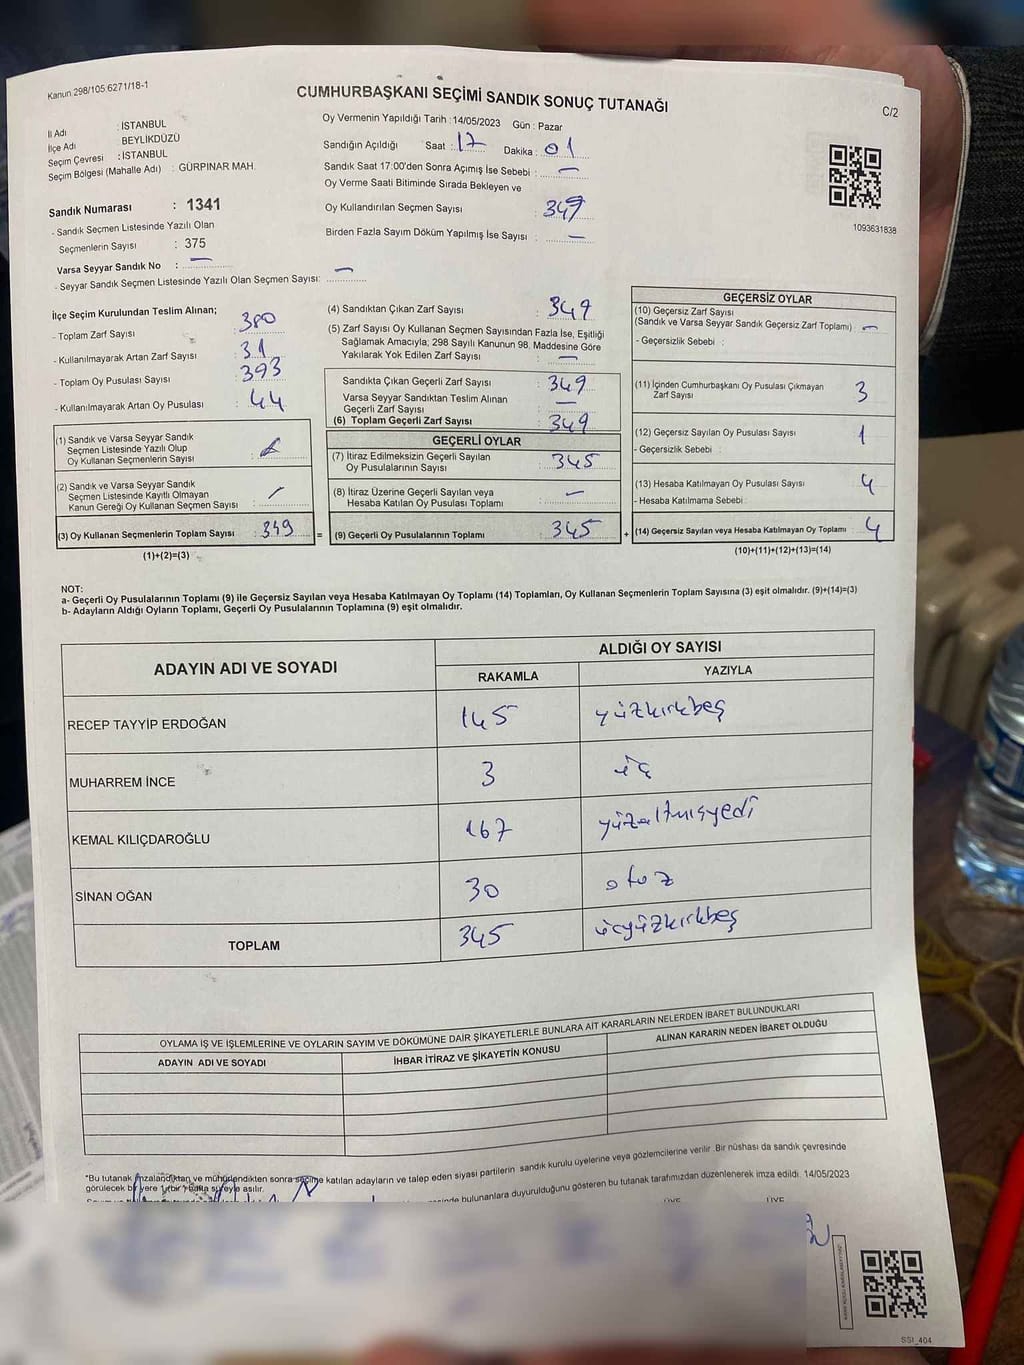 Kanun 298/105 6271/18-1
CUMHURBAŞKANI SEÇİMİ SANDIK SONUÇ TUTANAĞI
C/2
İl Adı : İSTANBUL
İlçe Adı : BEYLİKDÜZÜ
Seçim Çevresi : İSTANBUL
Seçim Bölgesi (Mahalle Adı) : GÜRPINAR MAH.
Sandık Numarası : 1341
- Sandık Seçmen Listesinde Yazılı Olan
Seçmenlerin Sayısı : 375
Varsa Seyyar Sandık No : —
- Seyyar Sandık Seçmen Listesinde Yazılı Olan Seçmen Sayısı: —
Oy Vermenin Yapıldığı Tarih : 14/05/2023 Gün : Pazar
Sandığın Açıldığı Saat : 17 Dakika : 01
Sandık Saat 17:00'den Sonra Açılmış İse Sebebi : —
Oy Verme Saati Bitiminde Sırada Bekleyen ve
Oy Kullandırılan Seçmen Sayısı : 349
Birden Fazla Sayım Döküm Yapılmış İse Sayısı : —
1093631838
İlçe Seçim Kurulundan Teslim Alınan;
- Toplam Zarf Sayısı : 380
- Kullanılmayarak Artan Zarf Sayısı : 31
- Toplam Oy Pusulası Sayısı : 393
- Kullanılmayarak Artan Oy Pusulası : 44
(1) Sandık ve Varsa Seyyar Sandık
Seçmen Listesinde Yazılı Olup
Oy Kullanan Seçmenlerin Sayısı :
(2) Sandık ve Varsa Seyyar Sandık
Seçmen Listesinde Kayıtlı Olmayan
Kanun Gereği Oy Kullanan Seçmen Sayısı :
(3) Oy Kullanan Seçmenlerin Toplam Sayısı : 349
(1)+(2)=(3)
(4) Sandıktan Çıkan Zarf Sayısı : 349
(5) Zarf Sayısı Oy Kullanan Seçmen Sayısından Fazla İse, Eşitliği
Sağlamak Amacıyla; 298 Sayılı Kanunun 98. Maddesine Göre
Yakılarak Yok Edilen Zarf Sayısı : —
Sandıkta Çıkan Geçerli Zarf Sayısı : 349
Varsa Seyyar Sandıktan Teslim Alınan
Geçerli Zarf Sayısı : —
(6) Toplam Geçerli Zarf Sayısı : 349
GEÇERLİ OYLAR
(7) İtiraz Edilmeksizin Geçerli Sayılan
Oy Pusulalarının Sayısı : 345
(8) İtiraz Üzerine Geçerli Sayılan veya
Hesaba Katılan Oy Pusulası Toplamı : —
= (9) Geçerli Oy Pusulalarının Toplamı : 345
GEÇERSİZ OYLAR
(10) Geçersiz Zarf Sayısı
(Sandık ve Varsa Seyyar Sandık Geçersiz Zarf Toplamı) : —
- Geçersizlik Sebebi :
(11) İçinden Cumhurbaşkanı Oy Pusulası Çıkmayan
Zarf Sayısı : 3
(12) Geçersiz Sayılan Oy Pusulası Sayısı : 1
- Geçersizlik Sebebi :
(13) Hesaba Katılmayan Oy Pusulası Sayısı : 4
- Hesaba Katılmama Sebebi :
+ (14) Geçersiz Sayılan veya Hesaba Katılmayan Oy Toplamı : 4
(10)+(11)+(12)+(13)=(14)
NOT:
a- Geçerli Oy Pusulalarının Toplamı (9) ile Geçersiz Sayılan veya Hesaba Katılmayan Oy Toplamı (14) Toplamları, Oy Kullanan Seçmenlerin Toplam Sayısına (3) eşit olmalıdır. (9)+(14)=(3)
b- Adayların Aldığı Oyların Toplamı, Geçerli Oy Pusulalarının Toplamına (9) eşit olmalıdır.
ADAYIN ADI VE SOYADI
ALDIĞI OY SAYISI
RAKAMLA YAZIYLA
RECEP TAYYİP ERDOĞAN 145 yüzkırkbeş
MUHARREM İNCE 3 üç
KEMAL KILIÇDAROĞLU 167 yüzaltmışyedi
SİNAN OĞAN 30 otuz
TOPLAM 345 üçyüzkırkbeş
OYLAMA İŞ VE İŞLEMLERİNE VE OYLARIN SAYIM VE DÖKÜMÜNE DAİR ŞİKAYETLERLE BUNLARA AİT KARARLARIN NELERDEN İBARET BULUNDUKLARI
ADAYIN ADI VE SOYADI İHBAR İTİRAZ VE ŞİKAYETİN KONUSU ALINAN KARARIN NEDEN İBARET OLDUĞU
*Bu tutanak imzalandıktan ve mühürlendikten sonra seçime katılan adayların ve talep eden siyasi partilerin sandık kurulu üyelerine veya gözlemcilerine verilir. Bir nüshası da sandık çevresinde
görülecek bir yere 1 (bir) hafta süreyle asılır.
bulunanlara duyurulduğunu gösteren bu tutanak tarafımızdan düzenlenerek imza edildi. 14/05/2023
ÜYE ÜYE
SSI_404